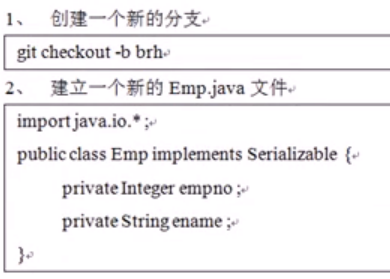 1、 创建一个新的分支
git checkout -b brh
2、 建立一个新的 Emp.java 文件
import java.io.* ;
public class Emp implements Serializable {
private Integer empno ;
private String ename ;
}